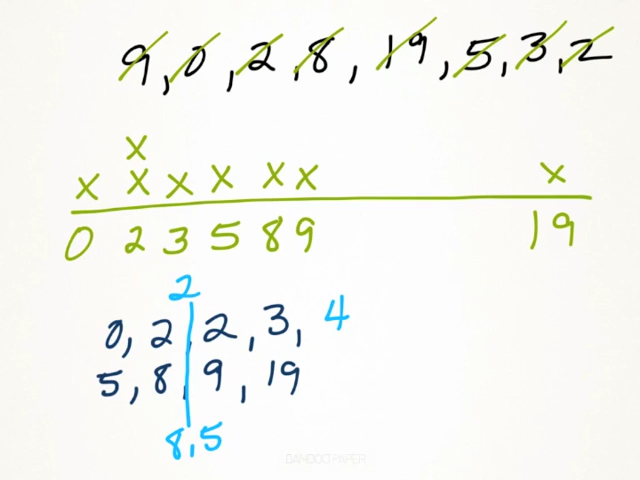 9, 0, 2, 8, 19, 5, 3, 2
x
x x x x x x x
0 2 3 5 8 9 19
2
0, 2, 2, 3, 4
5, 8, 9, 19
8,5
BAMBOO PAPER